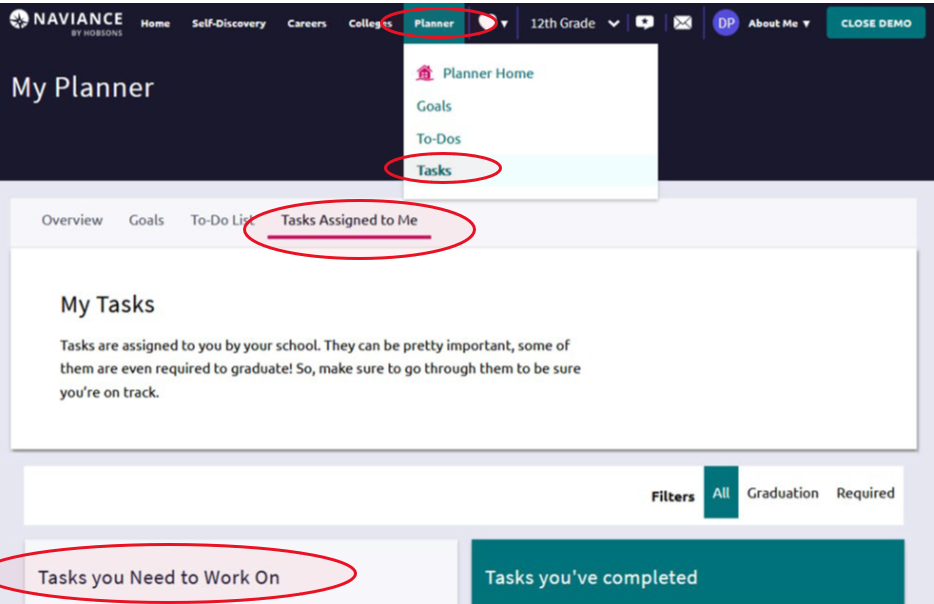 NAVIANCE
BY HOBSONS
Home Self-Discovery Careers Colleges Planner 12th Grade DP About Me CLOSE DEMO
My Planner
Planner Home
Goals
To-Dos
Tasks
Overview Goals To-Do List Tasks Assigned to Me
My Tasks
Tasks are assigned to you by your school. They can be pretty important, some of
them are even required to graduate! So, make sure to go through them to be sure
you're on track.
Filters All Graduation Required
Tasks you Need to Work On
Tasks you've completed